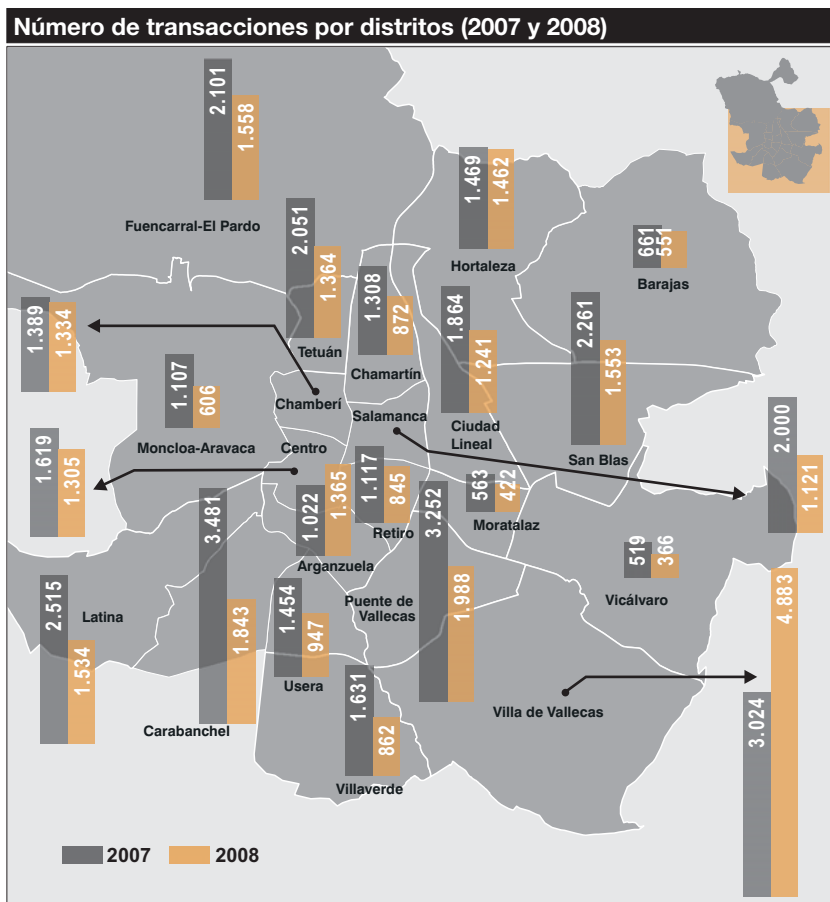 Número de transacciones por distritos (2007 y 2008)
2.101
1.558
Fuencarral-El Pardo
2.051
1.364
Tetuán
1.469
1.462
Hortaleza
661
551
Barajas
1.308
872
Chamartín
1.864
1.241
Ciudad
Lineal
2.261
1.553
San Blas
1.389
1.334
Chamberí
1.107
606
Moncloa-Aravaca
Salamanca
2.000
1.121
Centro
1.619
1.305
1.022
1.365
Arganzuela
1.117
845
Retiro
563
422
Moratalaz
519
366
Vicálvaro
3.481
1.843
Carabanchel
3.252
1.988
Puente de
Vallecas
2.515
1.534
Latina
1.454
947
Usera
1.631
862
Villaverde
Villa de Vallecas
3.024
4.883
2007
2008